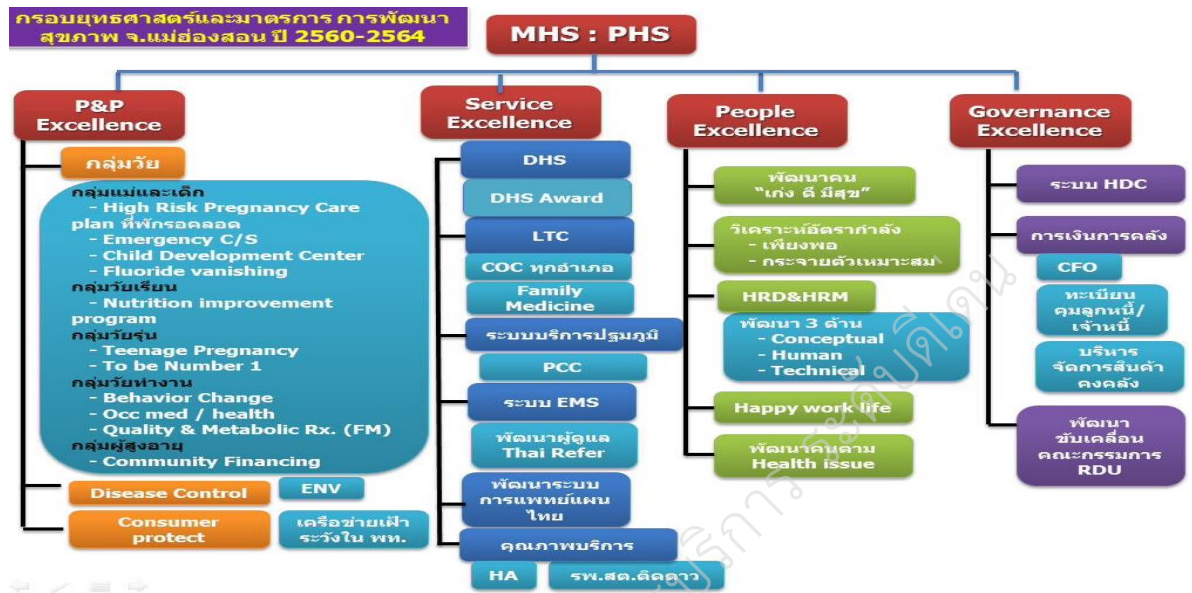 กรอบยุทธศาสตร์และมาตรการ การพัฒนา
สุขภาพ จ.แม่ฮ่องสอน ปี 2560-2564
MHS : PHS
P&P
Excellence
กลุ่มวัย
กลุ่มแม่และเด็ก
- High Risk Pregnancy Care
plan ที่พักรอคลอด
- Emergency C/S
- Child Development Center
- Fluoride vanishing
กลุ่มวัยเรียน
- Nutrition improvement
program
กลุ่มวัยรุ่น
- Teenage Pregnancy
- To be Number 1
กลุ่มวัยทำงาน
- Behavior Change
- Occ med / health
- Quality & Metabolic Rx. (FM)
กลุ่มผู้สูงอายุ
- Community Financing
Disease Control
ENV
Consumer
protect
เครือข่ายเฝ้า
ระวังใน พท.
Service
Excellence
DHS
DHS Award
LTC
COC ทุกอำเภอ
Family
Medicine
ระบบบริการปฐมภูมิ
PCC
ระบบ EMS
พัฒนาผู้ดูแล
Thai Refer
พัฒนาระบบ
การแพทย์แผน
ไทย
คุณภาพบริการ
HA
รพ.สต.ติดดาว
People
Excellence
พัฒนาคน
"เก่ง ดี มีสุข"
วิเคราะห์อัตรากำลัง
- เพียงพอ
- กระจายตัวเหมาะสม
HRD&HRM
พัฒนา 3 ด้าน
- Conceptual
- Human
- Technical
Happy work life
พัฒนาคนตาม
Health issue
Governance
Excellence
ระบบ HDC
การเงินการคลัง
CFO
ทะเบียน
คุมลูกหนี้/
เจ้าหนี้
บริหาร
จัดการสินค้า
คงคลัง
พัฒนา
ขับเคลื่อน
คณะกรรมการ
RDU